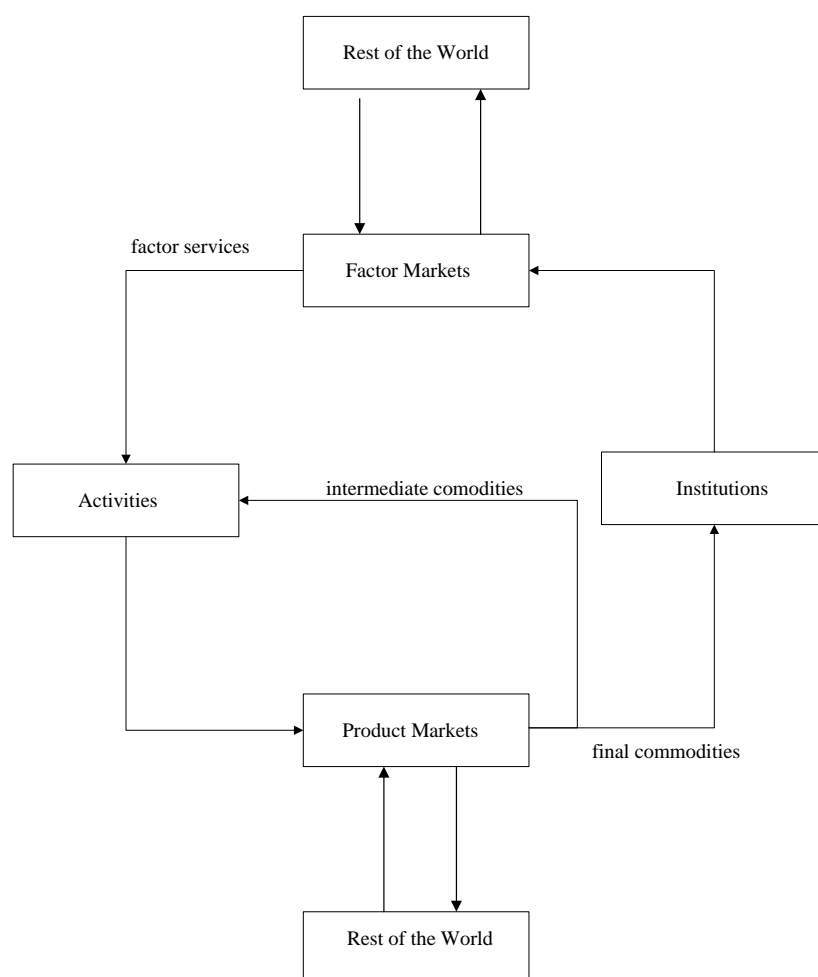 Rest of the World
factor services
Factor Markets
Activities
intermediate comodities
Institutions
Product Markets
final commodities
Rest of the World